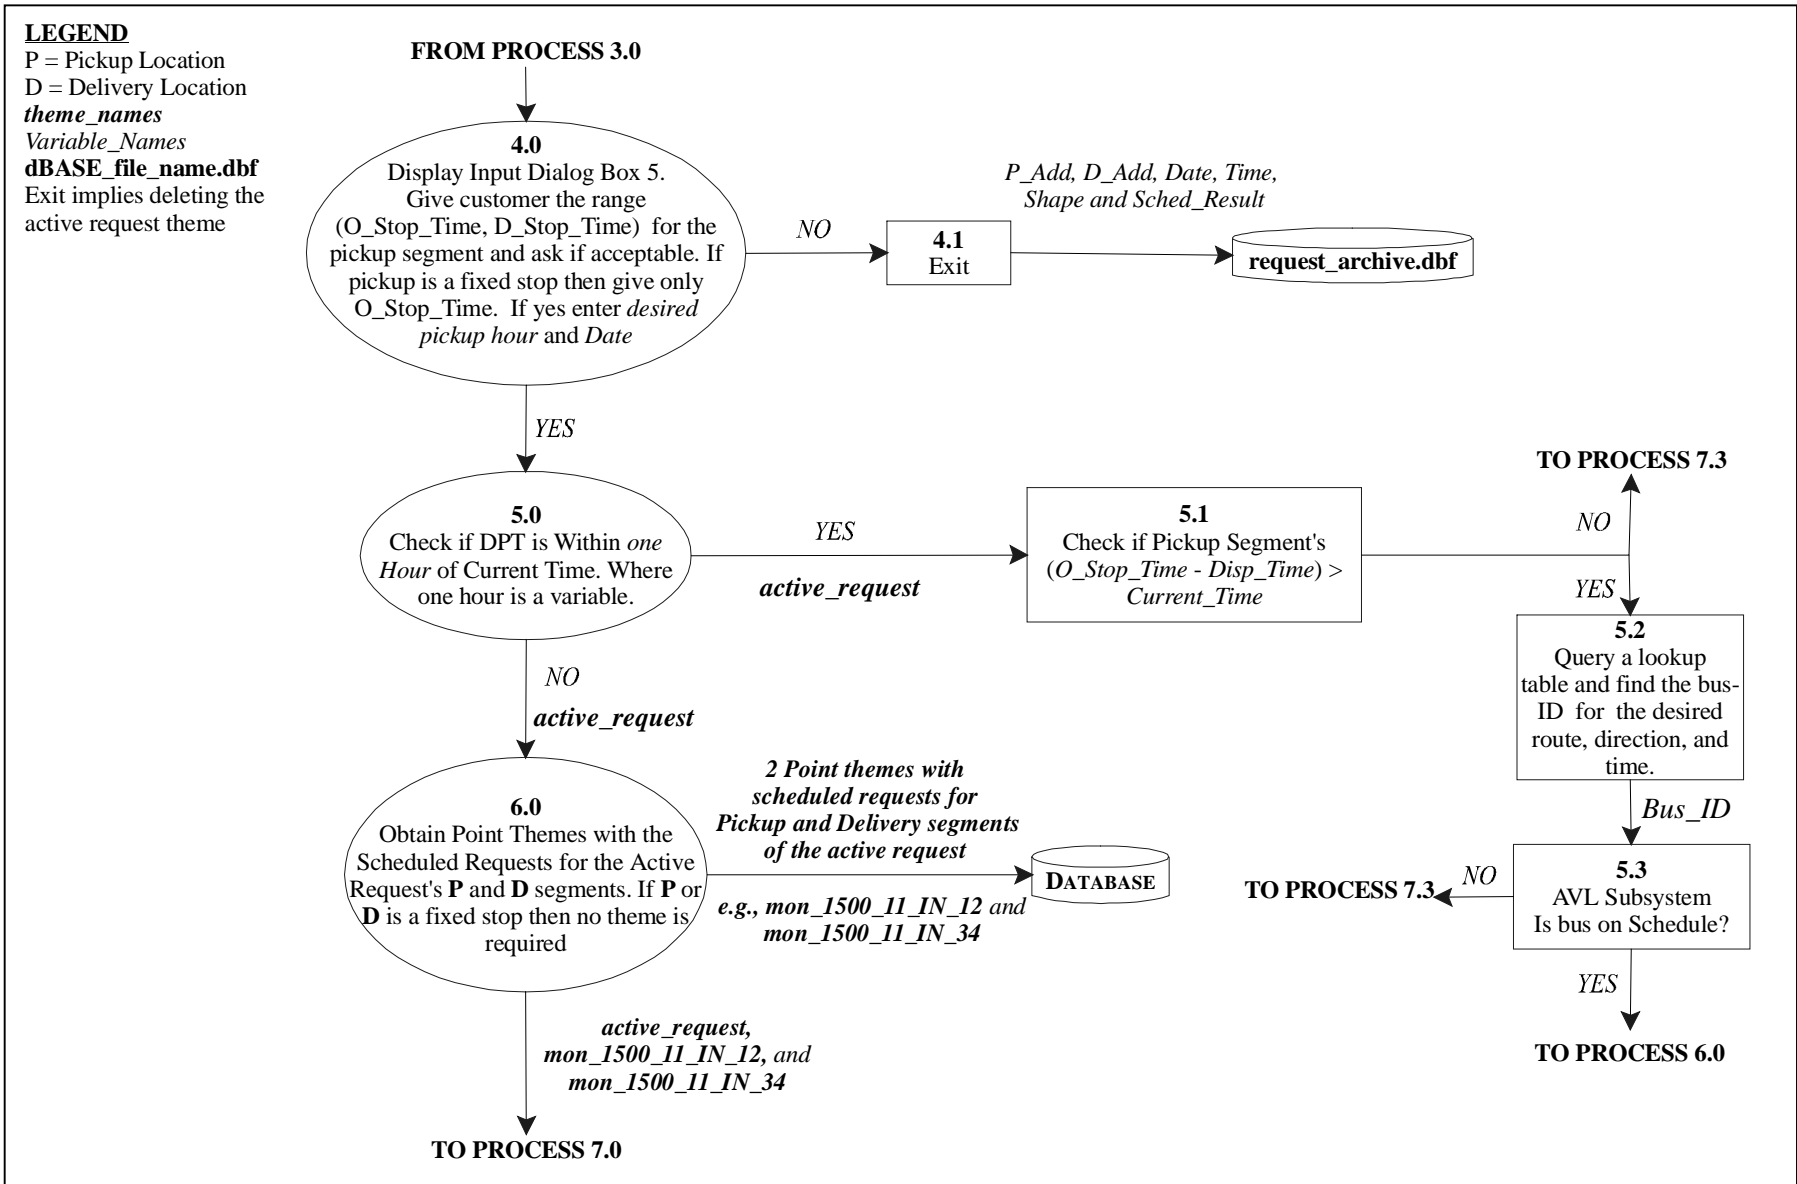 LEGEND
P = Pickup Location
D = Delivery Location
theme_names
Variable_Names
dBASE_file_name.dbf
Exit implies deleting the
active request theme
FROM PROCESS 3.0
4.0
Display Input Dialog Box 5.
Give customer the range
(O_Stop_Time, D_Stop_Time) for the
pickup segment and ask if acceptable. If
pickup is a fixed stop then give only
O_Stop_Time. If yes enter desired
pickup hour and Date
NO
4.1
Exit
P_Add, D_Add, Date, Time,
Shape and Sched_Result
request_archive.dbf
YES
5.0
Check if DPT is Within one
Hour of Current Time. Where
one hour is a variable.
YES
active_request
5.1
Check if Pickup Segment's
(O_Stop_Time - Disp_Time) >
Current_Time
TO PROCESS 7.3
NO
YES
5.2
Query a lookup
table and find the bus-
ID for the desired
route, direction, and
time.
Bus_ID
5.3
AVL Subsystem
Is bus on Schedule?
NO
TO PROCESS 7.3
YES
TO PROCESS 6.0
NO
active_request
6.0
Obtain Point Themes with the
Scheduled Requests for the Active
Request's P and D segments. If P or
D is a fixed stop then no theme is
required
2 Point themes with
scheduled requests for
Pickup and Delivery segments
of the active request
e.g., mon_1500_11_IN_12 and
mon_1500_11_IN_34
DATABASE
active_request,
mon_1500_11_IN_12, and
mon_1500_11_IN_34
TO PROCESS 7.0